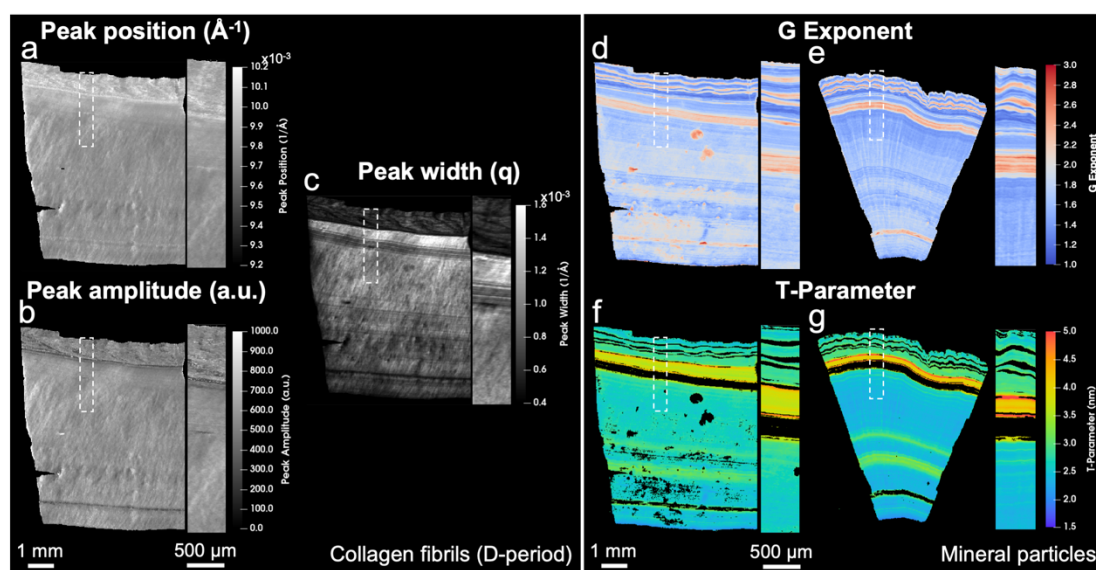 Peak position (Å⁻¹)
a
x10⁻³
10.2
10.1
10.0
9.9
9.8
9.7
9.6
9.5
9.4
9.3
9.2
Peak Position (1/Å)
Peak amplitude (a.u.)
b
1000.0
900.0
800.0
700.0
600.0
500.0
400.0
300.0
200.0
100.0
0.0
Peak Amplitude (a.u.)
1 mm
500 µm
Peak width (q)
c
x10⁻³
1.6
1.4
1.2
1.0
0.8
0.6
0.4
Peak Width (1/Å)
Collagen fibrils (D-period)
G Exponent
d
e
3.0
2.8
2.6
2.4
2.2
2.0
1.8
1.6
1.4
1.2
1.0
G Exponent
T-Parameter
f
g
5.0
4.5
4.0
3.5
3.0
2.5
2.0
1.5
T-Parameter (nm)
1 mm
500 µm
Mineral particles